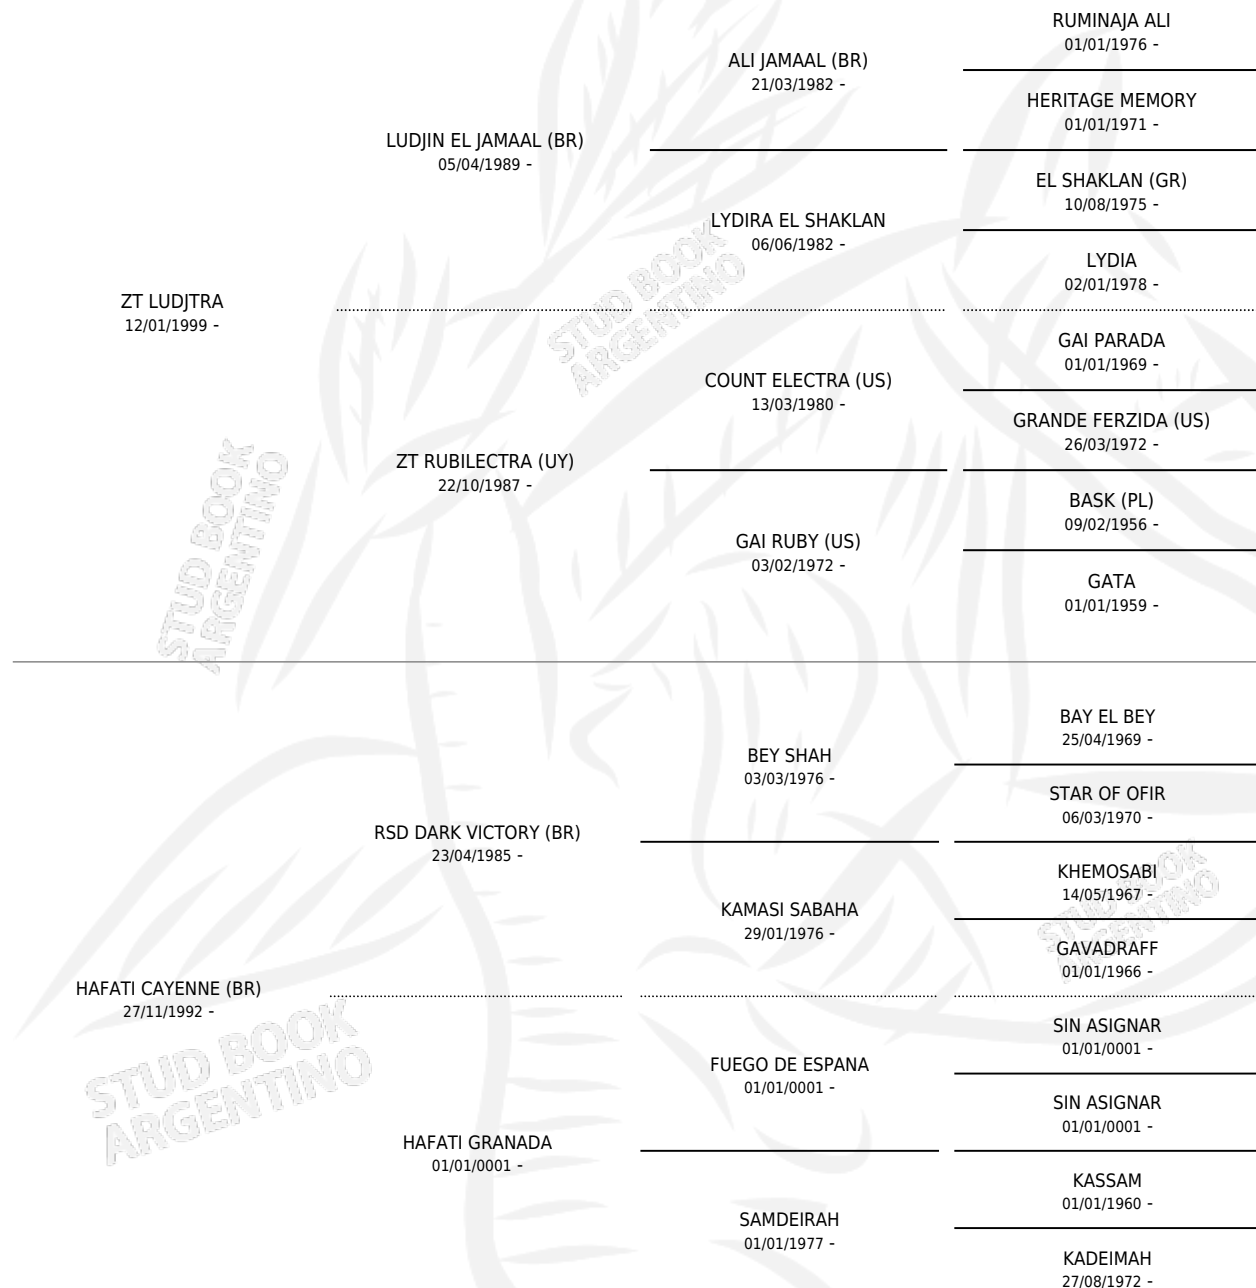 RUMINAJA ALI
01/01/1976 -
ALI JAMAAL (BR)
21/03/1982 -
HERITAGE MEMORY
01/01/1971 -
LUDJIN EL JAMAAL (BR)
05/04/1989 -
EL SHAKLAN (GR)
10/08/1975 -
LYDIRA EL SHAKLAN
06/06/1982 -
LYDIA
02/01/1978 -
ZT LUDJTRA
12/01/1999 -
STUD BOOK
ARGENTINO
GAI PARADA
01/01/1969 -
COUNT ELECTRA (US)
13/03/1980 -
GRANDE FERZIDA (US)
26/03/1972 -
ZT RUBILECTRA (UY)
22/10/1987 -
BASK (PL)
09/02/1956 -
GAI RUBY (US)
03/02/1972 -
GATA
01/01/1959 -
STUD BOOK
ARGENTINO
BAY EL BEY
25/04/1969 -
BEY SHAH
03/03/1976 -
STAR OF OFIR
06/03/1970 -
RSD DARK VICTORY (BR)
23/04/1985 -
KHEMOSABI
14/05/1967 -
STUD BOOK
ARGENTINO
KAMASI SABAHA
29/01/1976 -
GAVADRAFF
01/01/1966 -
HAFATI CAYENNE (BR)
27/11/1992 -
SIN ASIGNAR
01/01/0001 -
FUEGO DE ESPANA
01/01/0001 -
SIN ASIGNAR
01/01/0001 -
STUD BOOK
ARGENTINO
HAFATI GRANADA
01/01/0001 -
KASSAM
01/01/1960 -
SAMDEIRAH
01/01/1977 -
KADEIMAH
27/08/1972 -